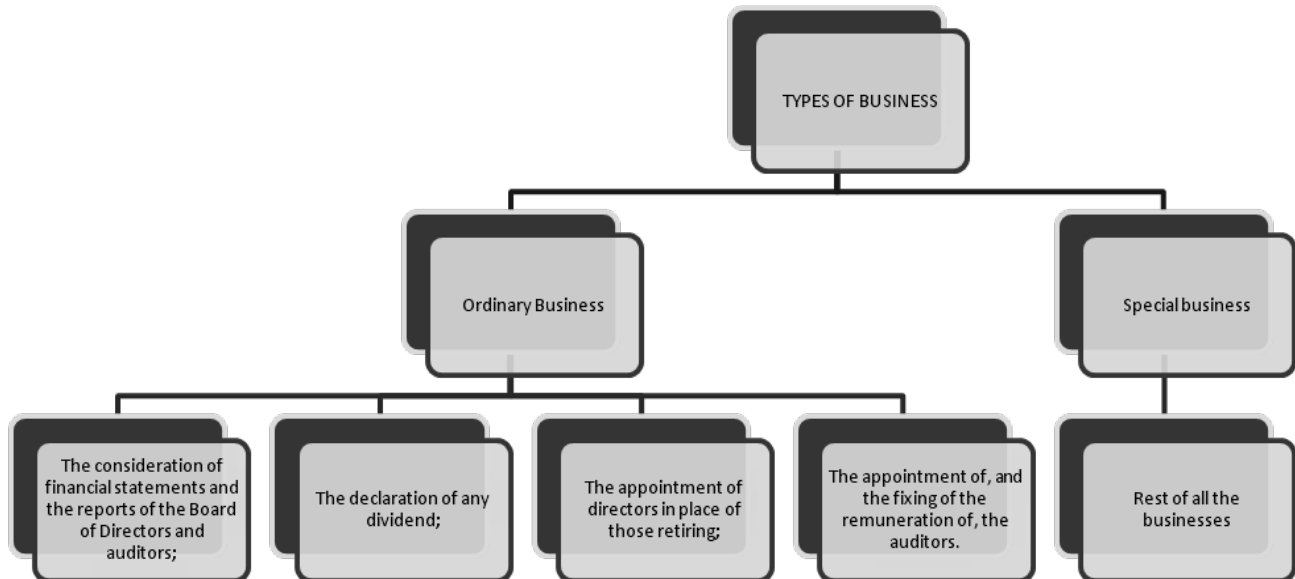 TYPES OF BUSINESS
Ordinary Business
Special business
The consideration of
financial statements and
the reports of the Board
of Directors and
auditors;
The declaration of any
dividend;
The appointment of
directors in place of
those retiring;
The appointment of, and
the fixing of the
remuneration of, the
auditors.
Rest of all the
businesses